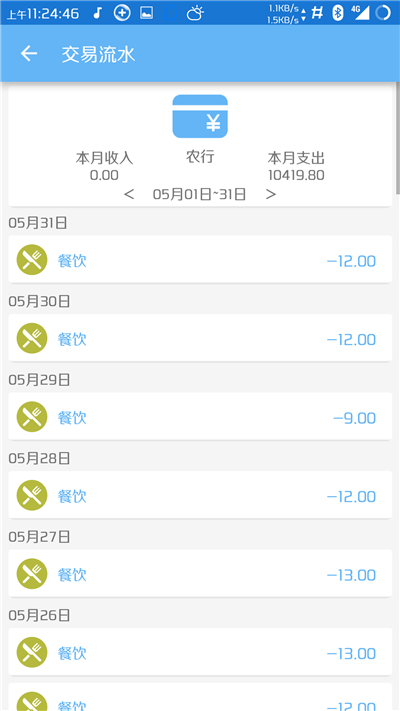 上午11:24:46
1.1KB/s
1.5KB/s
4G
交易流水
本月收入 农行 本月支出
0.00 10419.80
< 05月01日~31日 >
05月31日
餐饮 -12.00
05月30日
餐饮 -12.00
05月29日
餐饮 -9.00
05月28日
餐饮 -12.00
05月27日
餐饮 -13.00
05月26日
餐饮 -13.00
餐饮 -12.00